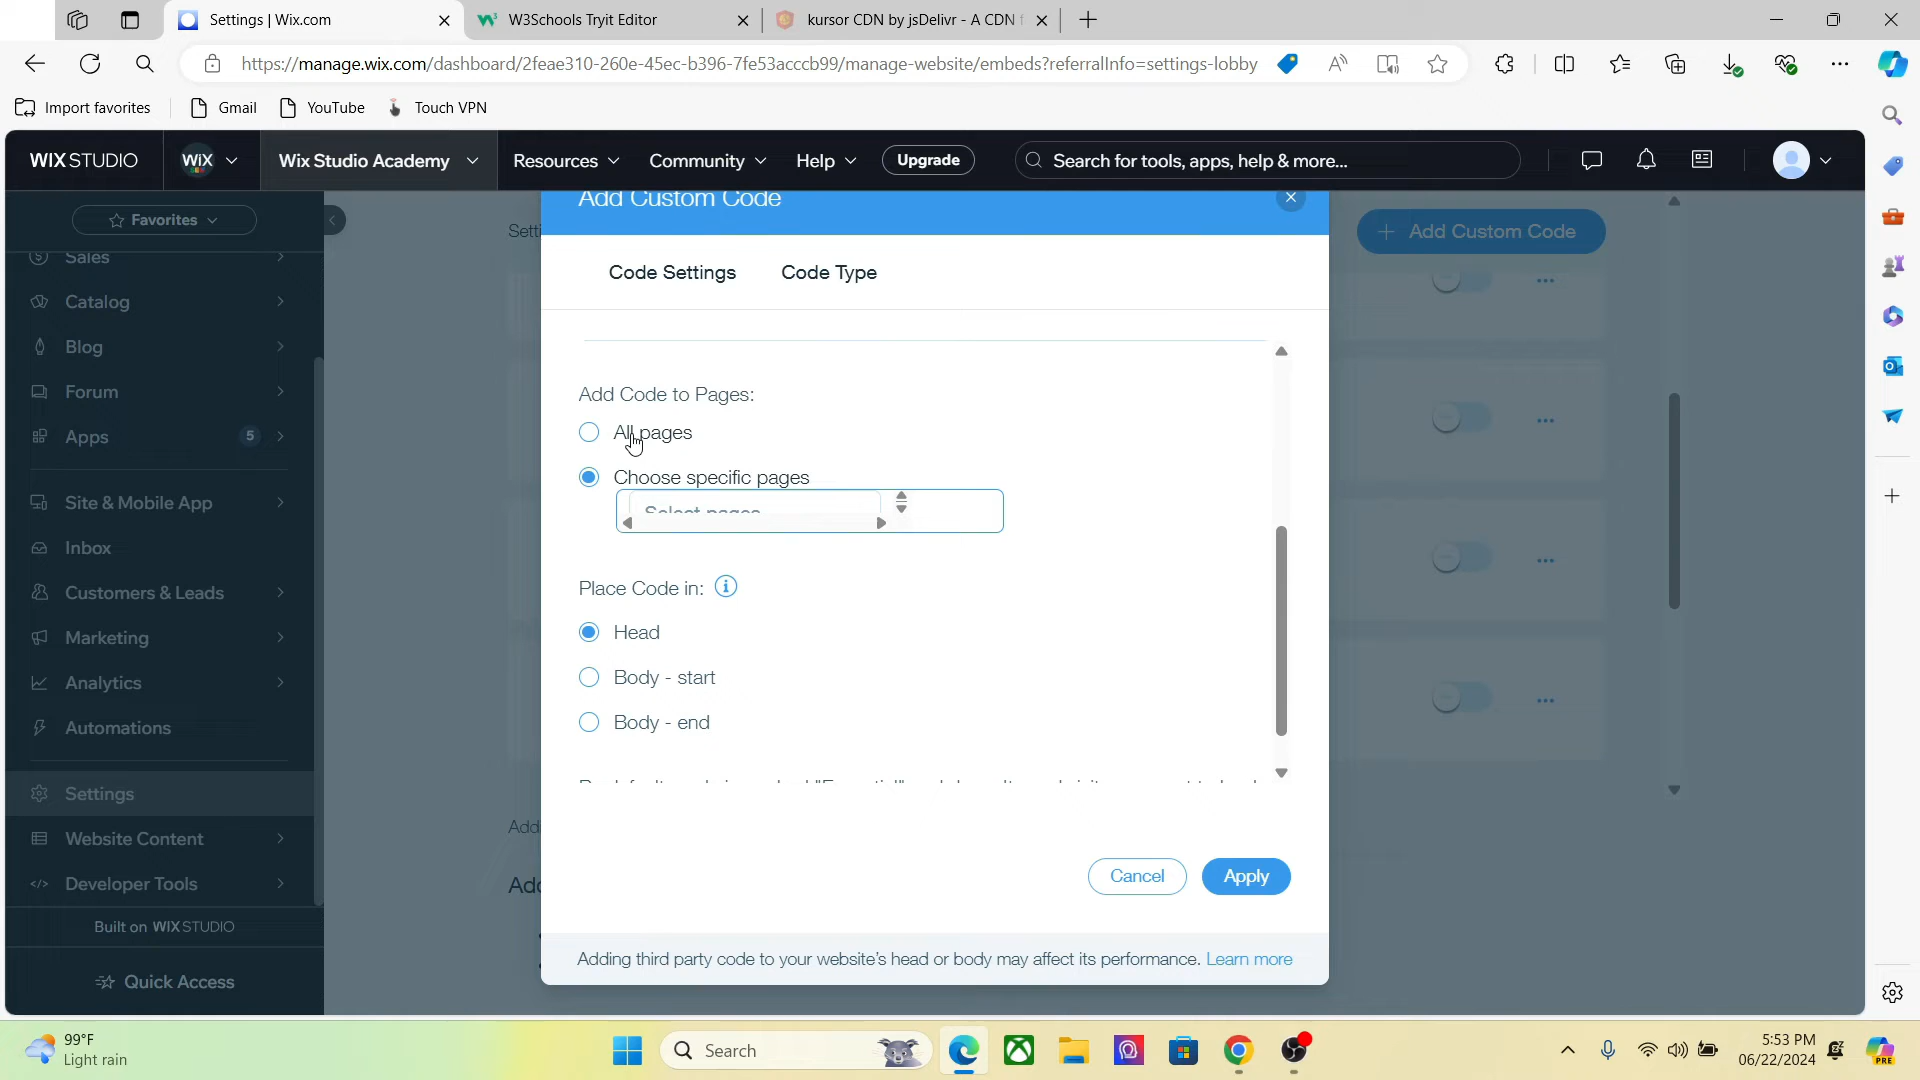 Settings | Wix.com
W3Schools Tryit Editor
kursor CDN by jsDelivr - A CDN f
https://manage.wix.com/dashboard/2feae310-260e-45ec-b396-7fe53acccb99/manage-website/embeds?referralInfo=settings-lobby
Import favorites
Gmail
YouTube
Touch VPN
WIX STUDIO
WiX
Wix Studio Academy
Resources
Community
Help
Upgrade
Search for tools, apps, help & more...
Favorites
Sales
Catalog
Blog
Forum
Apps
5
Site & Mobile App
Inbox
Customers & Leads
Marketing
Analytics
Automations
Settings
Website Content
Developer Tools
Built on WIX STUDIO
Quick Access
Setti
Add Custom Code
Addi
Add
Add Custom Code
Code Settings
Code Type
Add Code to Pages:
All pages
Choose specific pages
Select pages
Place Code in:
Head
Body - start
Body - end
Cancel
Apply
Adding third party code to your website's head or body may affect its performance. Learn more
99°F
Light rain
Search
5:53 PM
06/22/2024
PRE